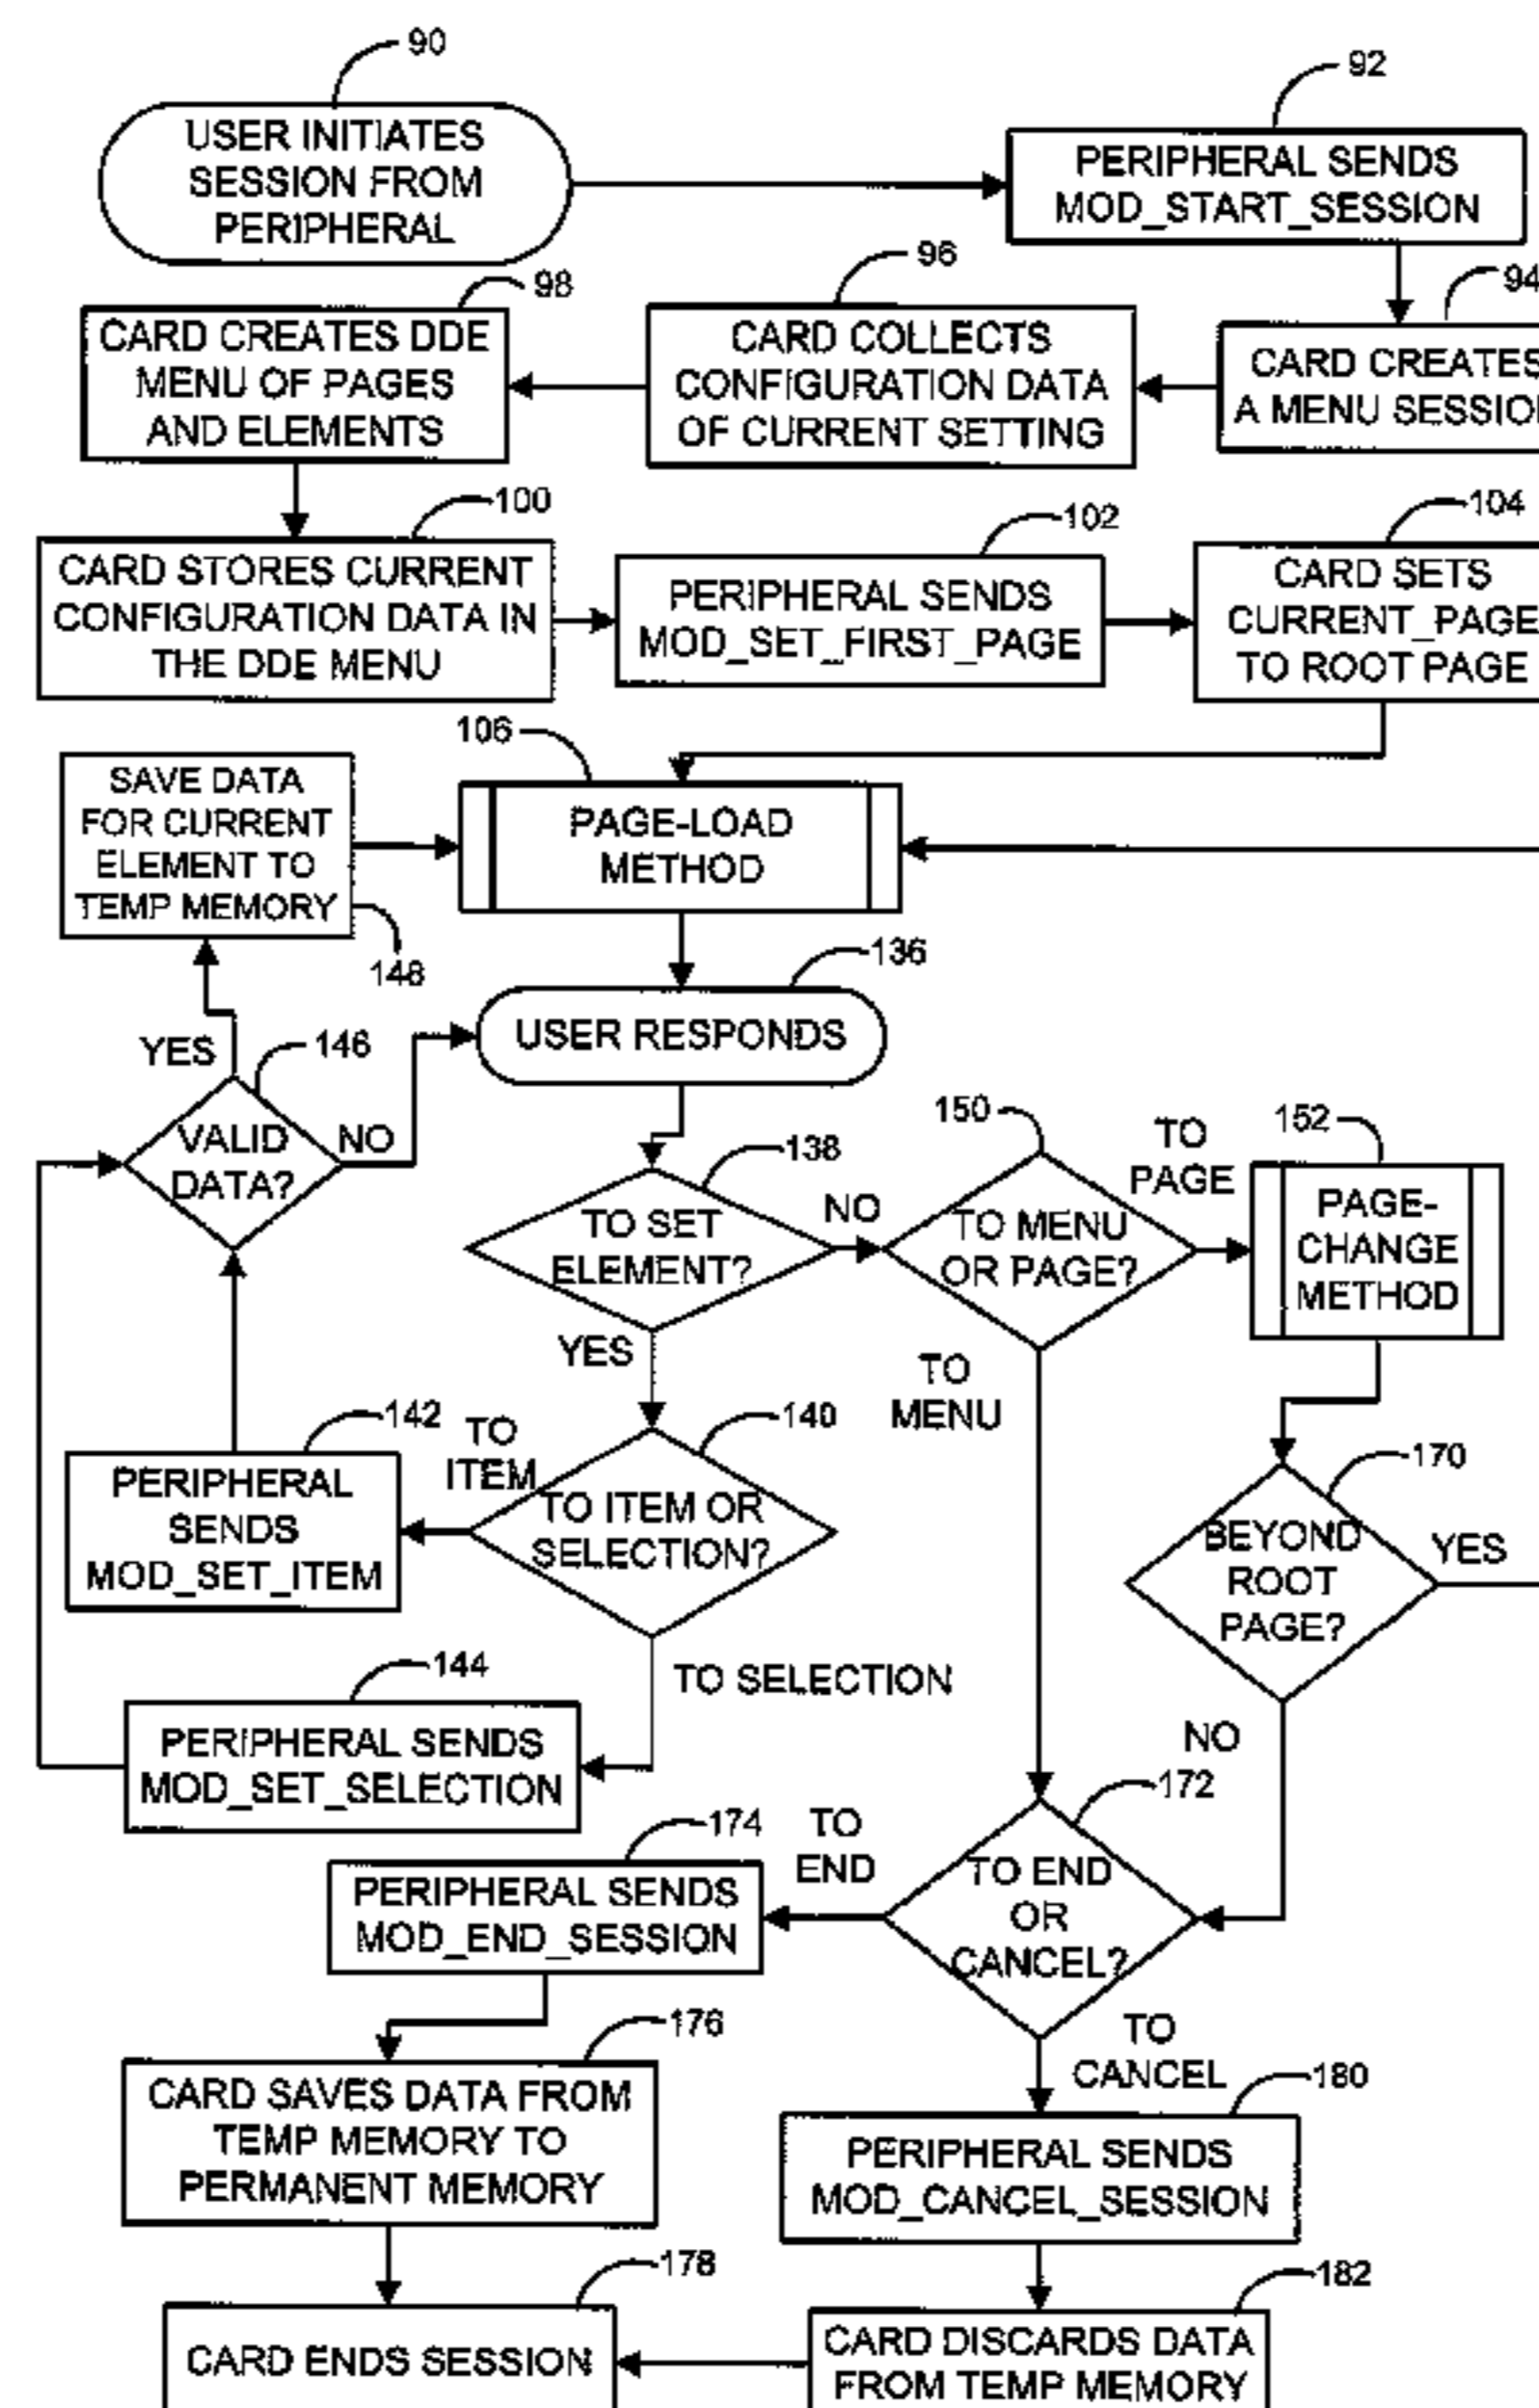 90
USER INITIATES
SESSION FROM
PERIPHERAL
92
PERIPHERAL SENDS
MOD_START_SESSION
94
CARD CREATES
A MENU SESSION
96
CARD COLLECTS
CONFIGURATION DATA
OF CURRENT SETTING
98
CARD CREATES DDE
MENU OF PAGES
AND ELEMENTS
100
CARD STORES CURRENT
CONFIGURATION DATA IN
THE DDE MENU
102
PERIPHERAL SENDS
MOD_SET_FIRST_PAGE
104
CARD SETS
CURRENT_PAGE
TO ROOT PAGE
106
PAGE-LOAD
METHOD
SAVE DATA
FOR CURRENT
ELEMENT TO
TEMP MEMORY
148
136
USER RESPONDS
YES
146
VALID
DATA?
NO
138
TO SET
ELEMENT?
NO
YES
150
TO MENU
OR PAGE?
TO
PAGE
TO
MENU
152
PAGE-
CHANGE
METHOD
140
TO ITEM OR
SELECTION?
TO
ITEM
TO SELECTION
142
PERIPHERAL
SENDS
MOD_SET_ITEM
144
PERIPHERAL SENDS
MOD_SET_SELECTION
170
BEYOND
ROOT
PAGE?
YES
NO
172
TO END
OR
CANCEL?
TO
END
TO
CANCEL
174
PERIPHERAL SENDS
MOD_END_SESSION
176
CARD SAVES DATA FROM
TEMP MEMORY TO
PERMANENT MEMORY
180
PERIPHERAL SENDS
MOD_CANCEL_SESSION
178
CARD ENDS SESSION
182
CARD DISCARDS DATA
FROM TEMP MEMORY